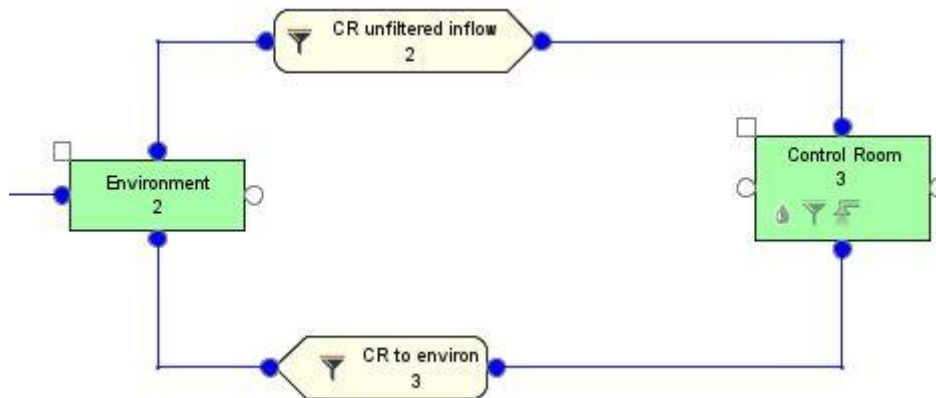 CR unfiltered inflow
2
Environment
2
Control Room
3
CR to environ
3